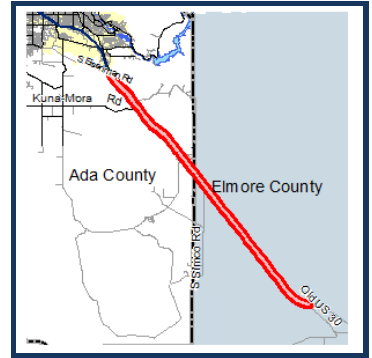 S Eisenman Rd
Kuna-Mora Rd
Ada County
Elmore County
S Simco Rd
Old US 30